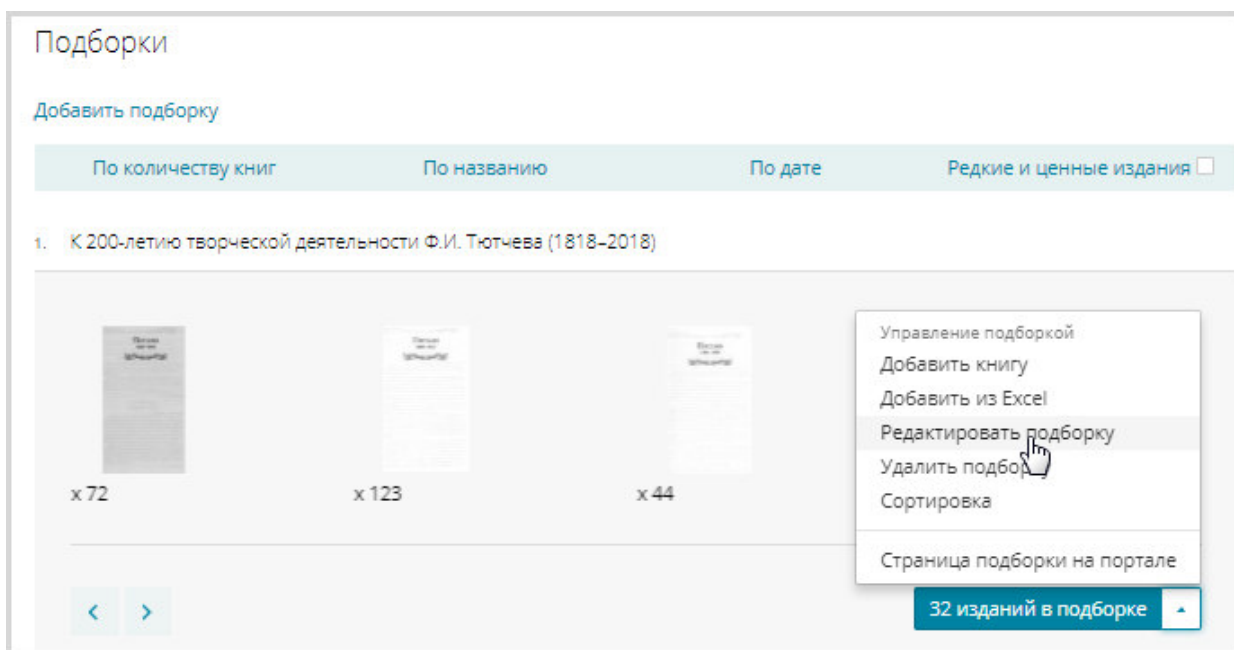 Подборки
Добавить подборку
По количеству книг По названию По дате Редкие и ценные издания
1. К 200-летию творческой деятельности Ф.И. Тютчева (1818–2018)
Управление подборкой
Добавить книгу
Добавить из Excel
Редактировать подборку
Удалить
Сортировка
Страница подборки на портале
x 72 x 123 x 44
32 изданий в подборке